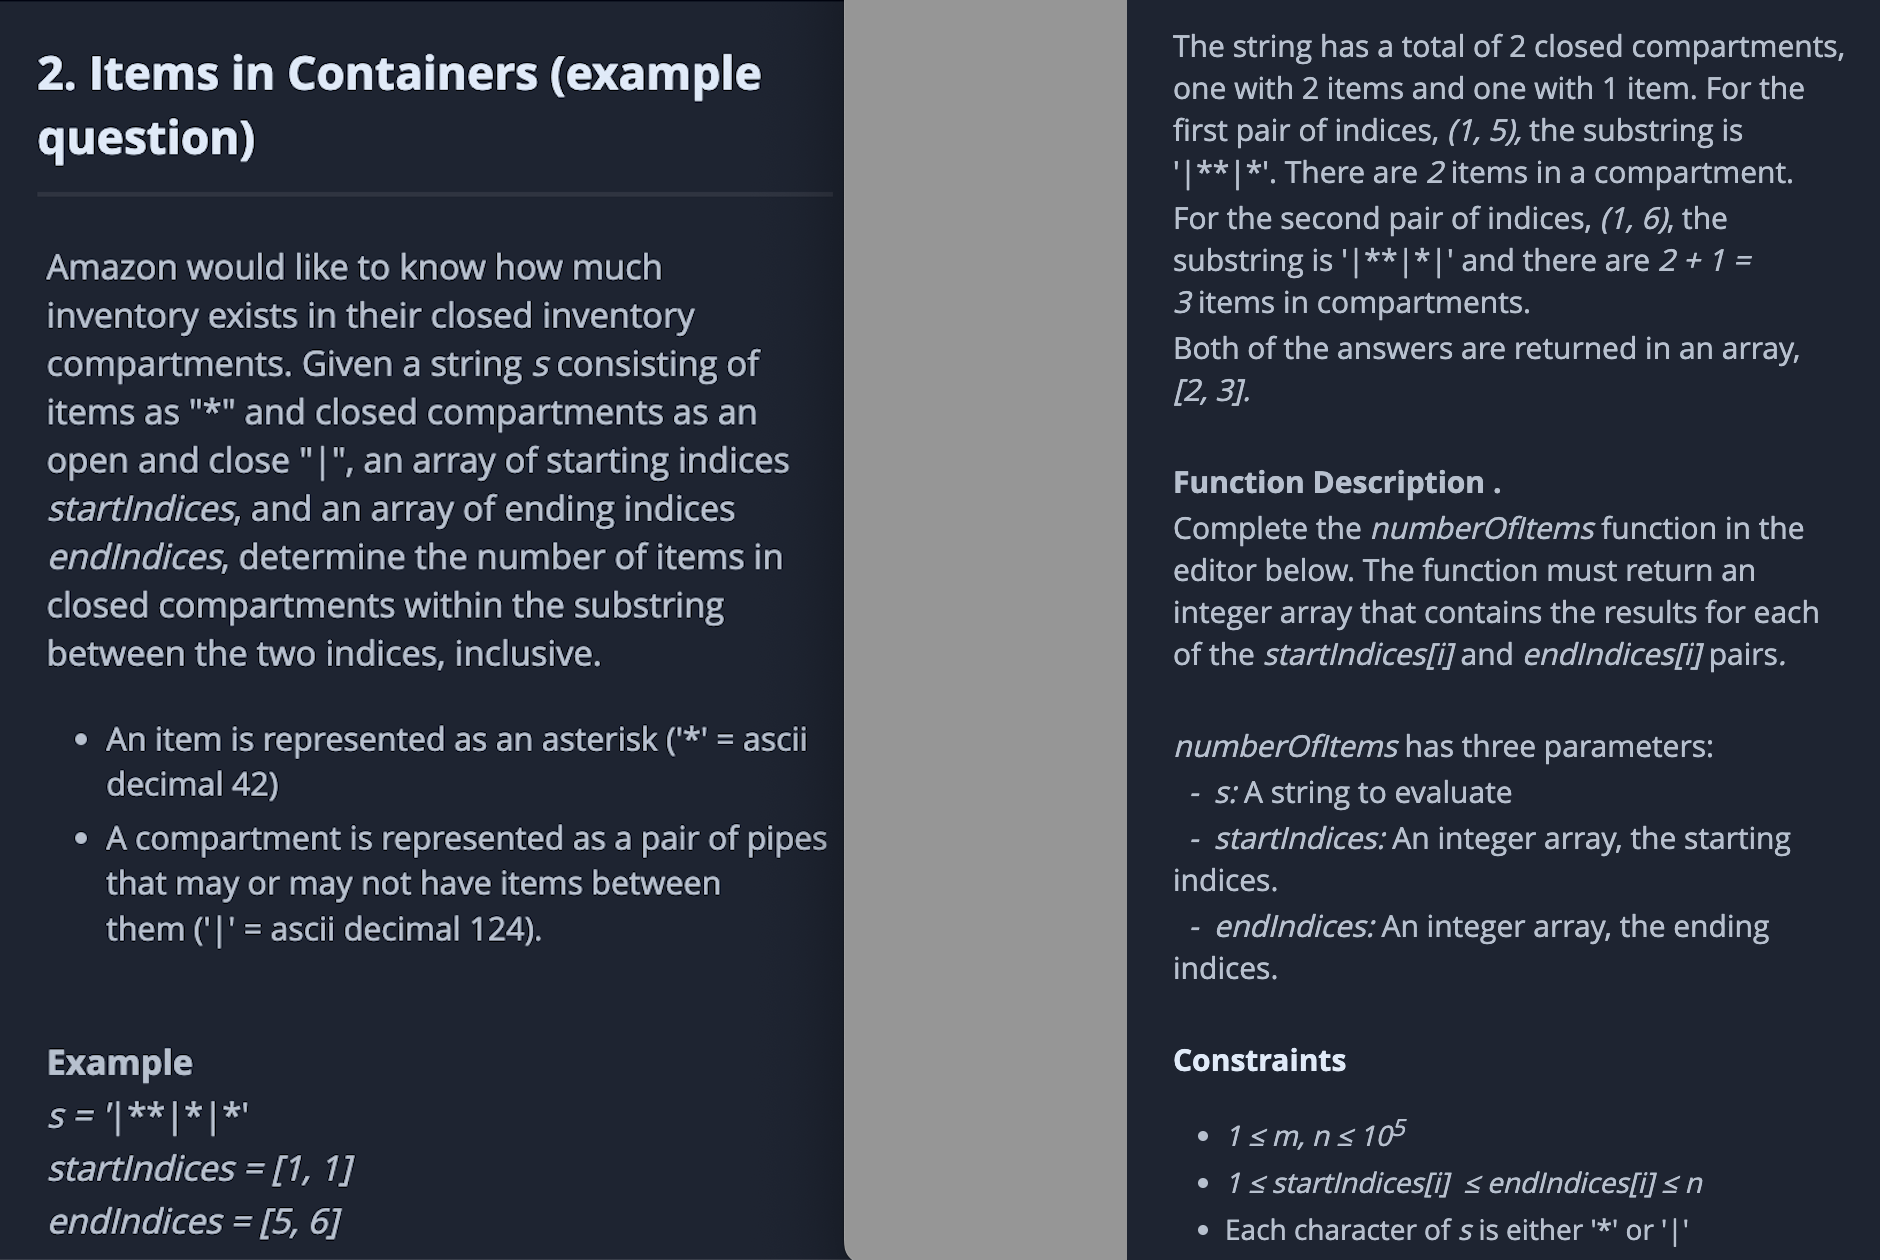 2. Items in Containers (example
question)
Amazon would like to know how much
inventory exists in their closed inventory
compartments. Given a string s consisting of
items as "*" and closed compartments as an
open and close "|", an array of starting indices
startIndices, and an array of ending indices
endIndices, determine the number of items in
closed compartments within the substring
between the two indices, inclusive.
• An item is represented as an asterisk ('*' = ascii
decimal 42)
• A compartment is represented as a pair of pipes
that may or may not have items between
them ('|' = ascii decimal 124).
Example
s = '|**|*|*'
startIndices = [1, 1]
endIndices = [5, 6]
The string has a total of 2 closed compartments,
one with 2 items and one with 1 item. For the
first pair of indices, (1, 5), the substring is
'|**|*'. There are 2 items in a compartment.
For the second pair of indices, (1, 6), the
substring is '|**|*|' and there are 2 + 1 =
3 items in compartments.
Both of the answers are returned in an array,
[2, 3].
Function Description .
Complete the numberOfItems function in the
editor below. The function must return an
integer array that contains the results for each
of the startIndices[i] and endIndices[i] pairs.
numberOfItems has three parameters:
- s: A string to evaluate
- startIndices: An integer array, the starting
indices.
- endIndices: An integer array, the ending
indices.
Constraints
• 1 ≤ m, n ≤ 10⁵
• 1 ≤ startIndices[i] ≤ endIndices[i] ≤ n
• Each character of s is either '*' or '|'